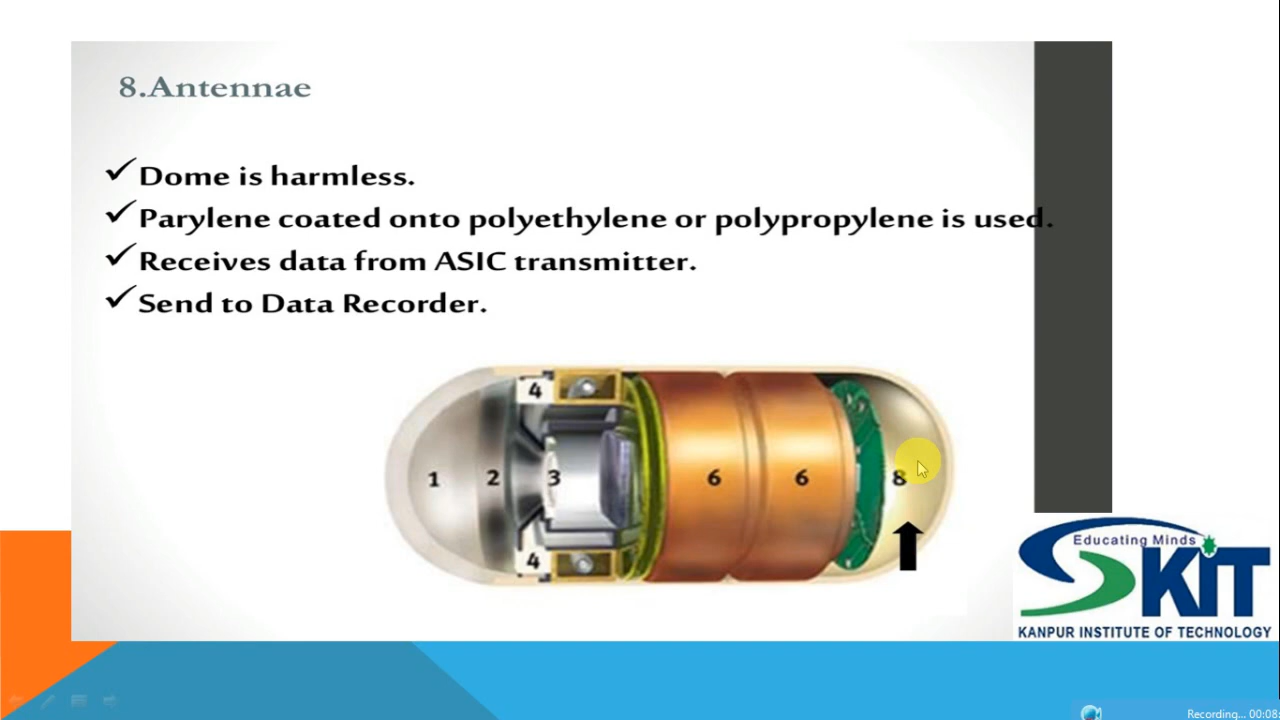 8.Antennae
Dome is harmless.
Parylene coated onto polyethylene or polypropylene is used.
Receives data from ASIC transmitter.
Send to Data Recorder.
4
1 2 3 6 6 8
4
Educating Minds
KIT
KANPUR INSTITUTE OF TECHNOLOGY
Recording... 00:08: